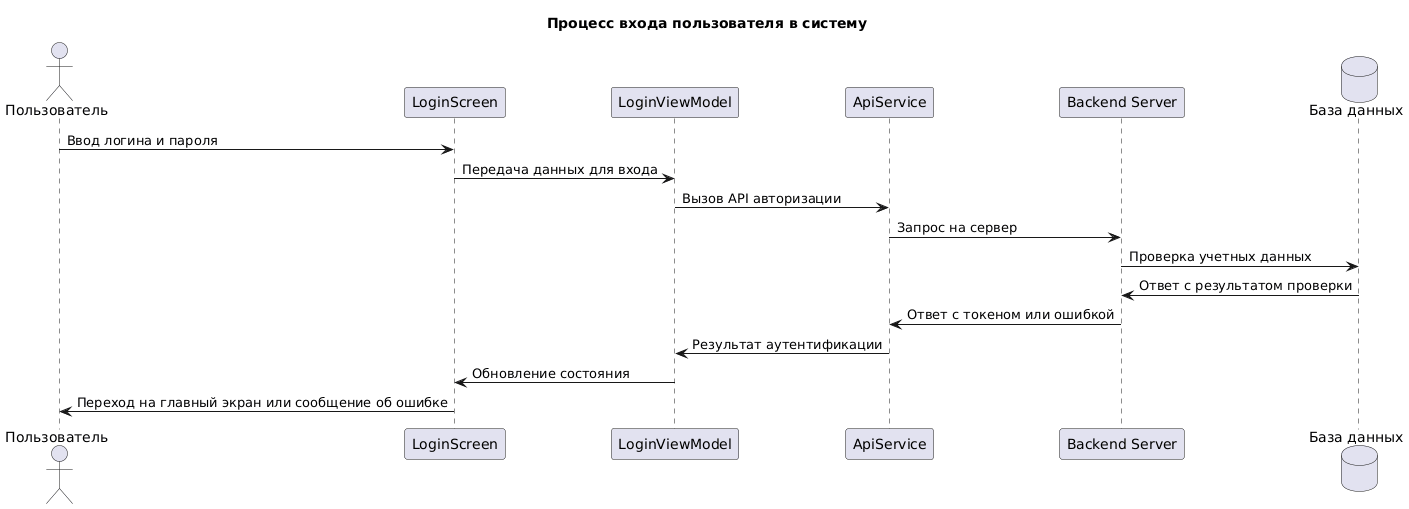 Процесс входа пользователя в систему
Пользователь
LoginScreen
LoginViewModel
ApiService
Backend Server
База данных
Ввод логина и пароля
Передача данных для входа
Вызов API авторизации
Запрос на сервер
Проверка учетных данных
Ответ с результатом проверки
Ответ с токеном или ошибкой
Результат аутентификации
Обновление состояния
Переход на главный экран или сообщение об ошибке
Пользователь
LoginScreen
LoginViewModel
ApiService
Backend Server
База данных